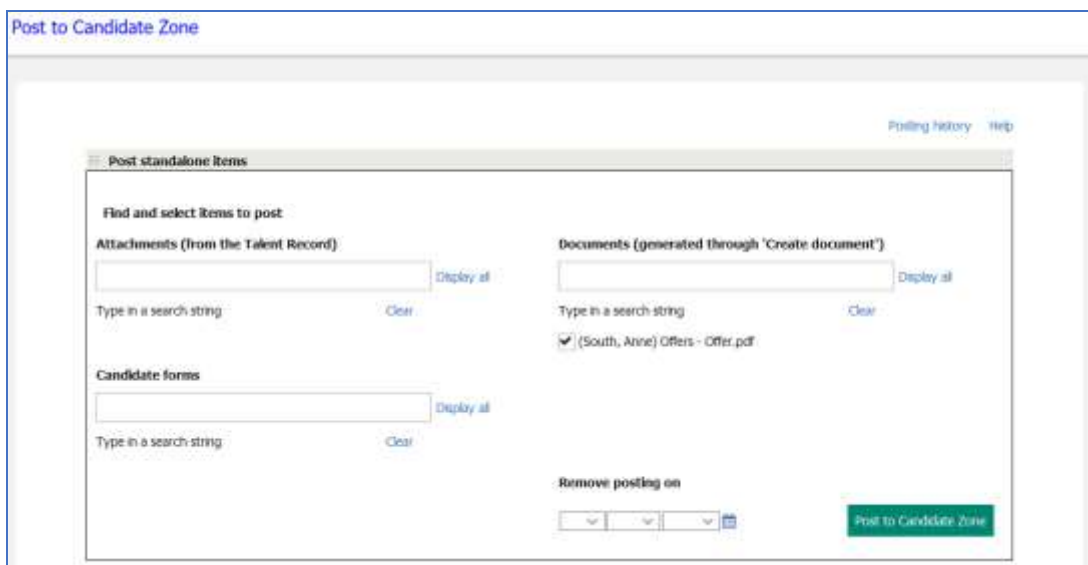 Post to Candidate Zone
Posting history Help
Post standalone items
Find and select items to post
Attachments (from the Talent Record) Documents (generated through 'Create document')
Display all Display all
Type in a search string Clear Type in a search string Clear
(South, Anne) Offers - Offer.pdf
Candidate forms
Display all
Type in a search string Clear
Remove posting on
Post to Candidate Zone